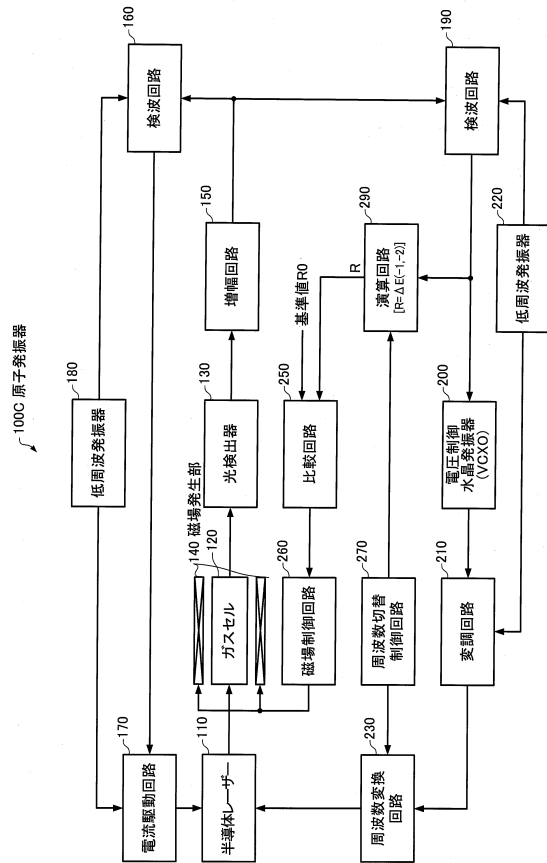 100C 原子発振器
180
低周波発振器
160
検波回路
170
電流駆動回路
140 磁場発生部
110
半導体レーザー
120
ガスセル
130
光検出器
150
増幅回路
基準値R0
R
260
磁場制御回路
250
比較回路
290
演算回路
[R=ΔE(-1,-2)]
190
検波回路
230
周波数変換
回路
270
周波数切替
制御回路
210
変調回路
200
電圧制御
水晶発振器
(VCXO)
220
低周波発振器